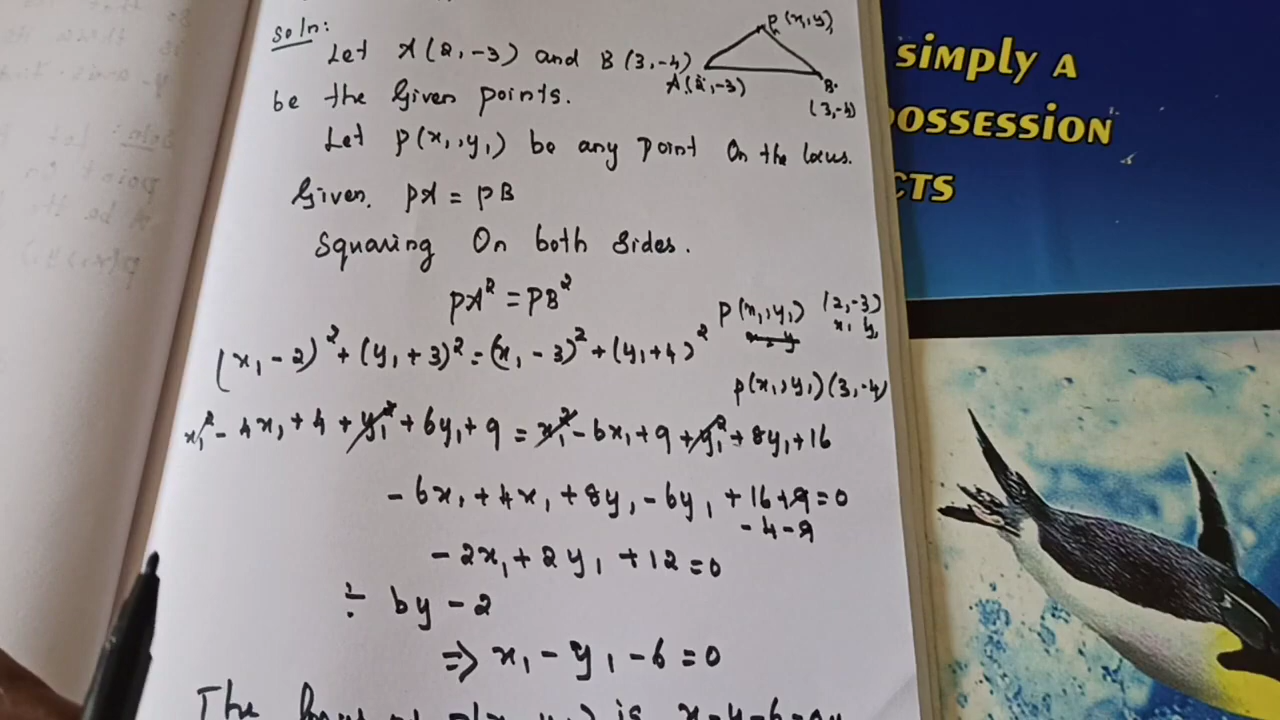 Soln:
Let A(2,-3) and B(3,-4)
P(x,y)
A(2,-3)
B
(3,-4)
be the Given points.
Let P(x₁,y₁) be any point On the locus.
Given. PA = PB
Squaring On both Sides.
PA² = PB²
P(x₁,y₁) (2,-3)
x₁ y₁
(x₁-2)²+(y₁+3)²=(x₁-3)²+(y₁+4)²
P(x₁,y₁)(3,-4)
x₁²-4x₁+4+y₁²+6y₁+9=x₁²-6x₁+9+y₁²+8y₁+16
-6x₁+4x₁+8y₁-6y₁+16+9=0
-4-9
-2x₁+2y₁+12=0
÷ by -2
⇒ x₁-y₁-6=0
The is x-y-6=0
SIMPLY A
POSSESSION
CTS